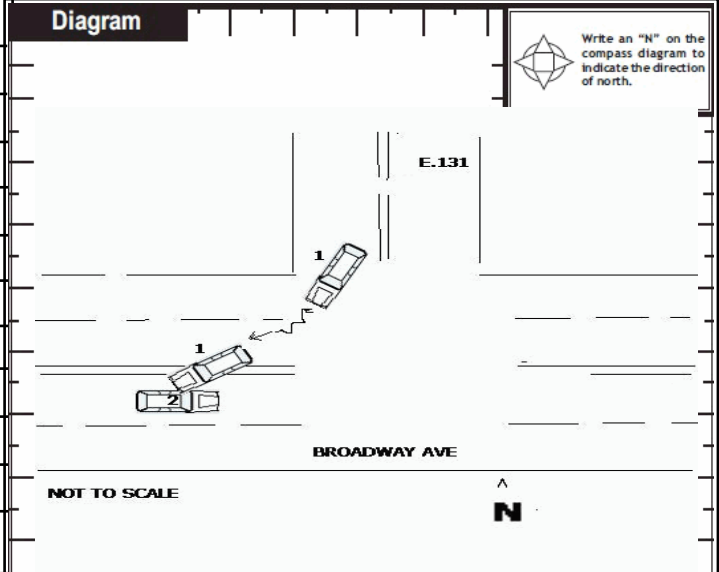 Diagram
Write an “N” on the
compass diagram to
indicate the direction
of north.
E.131
1
1
2
BROADWAY AVE
NOT TO SCALE
^
N